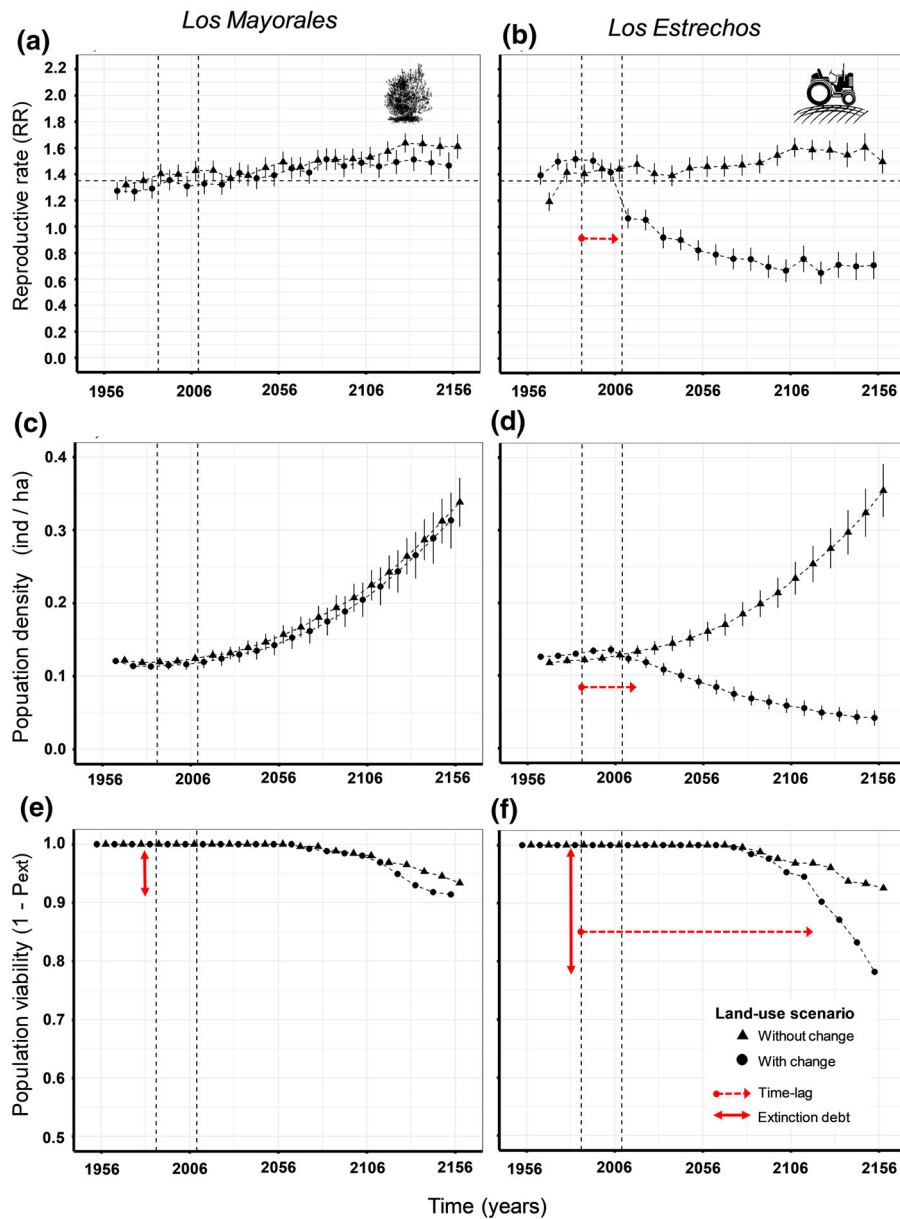 Los Mayorales
Los Estrechos
(a)
(b)
Reproductive rate (RR)
2.2
2.0
1.8
1.6
1.4
1.2
1.0
0.8
0.6
0.4
0.2
0.0
1956 2006 2056 2106 2156
1956 2006 2056 2106 2156
(c)
(d)
Population density (ind / ha)
0.4
0.3
0.2
0.1
0.0
1956 2006 2056 2106 2156
1956 2006 2056 2106 2156
(e)
(f)
Population viability (1 - Pext)
1.0
0.9
0.8
0.7
0.6
0.5
Land-use scenario
Without change
With change
Time-lag
Extinction debt
1956 2006 2056 2106 2156
1956 2006 2056 2106 2156
Time (years)